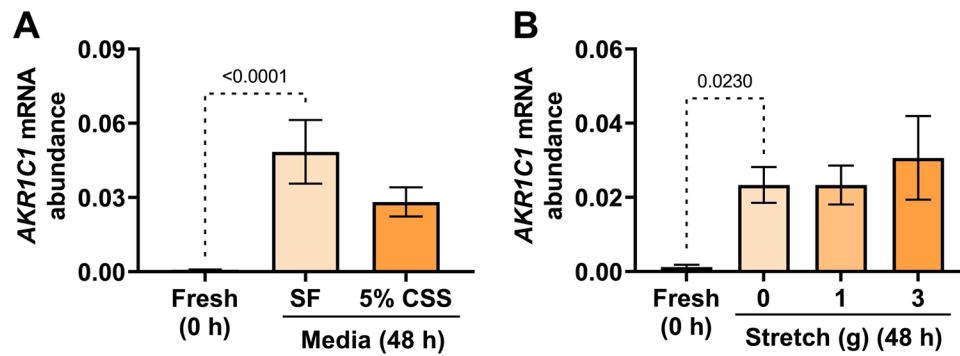 A
AKR1C1 mRNA
abundance
0.09
0.06
0.03
0.00
<0.0001
Fresh
(0 h)
SF
5% CSS
Media (48 h)
B
AKR1C1 mRNA
abundance
0.06
0.04
0.02
0.00
0.0230
Fresh
(0 h)
0
1
3
Stretch (g) (48 h)